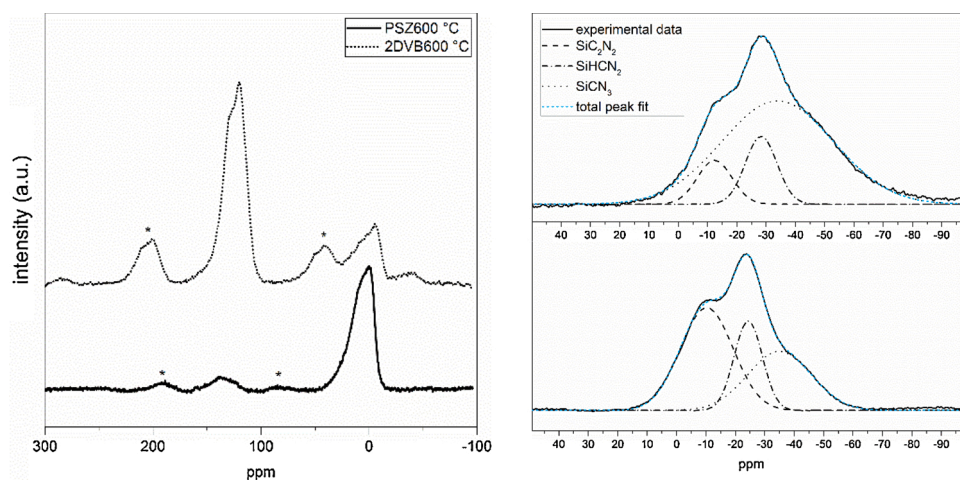 PSZ600 °C
2DVB600 °C
*
*
*
*
intensity (a.u.)
300 200 100 0 -100
ppm
experimental data
SiC₂N₂
SiHCN₂
SiCN₃
total peak fit
40 30 20 10 0 -10 -20 -30 -40 -50 -60 -70 -80 -90
40 30 20 10 0 -10 -20 -30 -40 -50 -60 -70 -80 -90
ppm